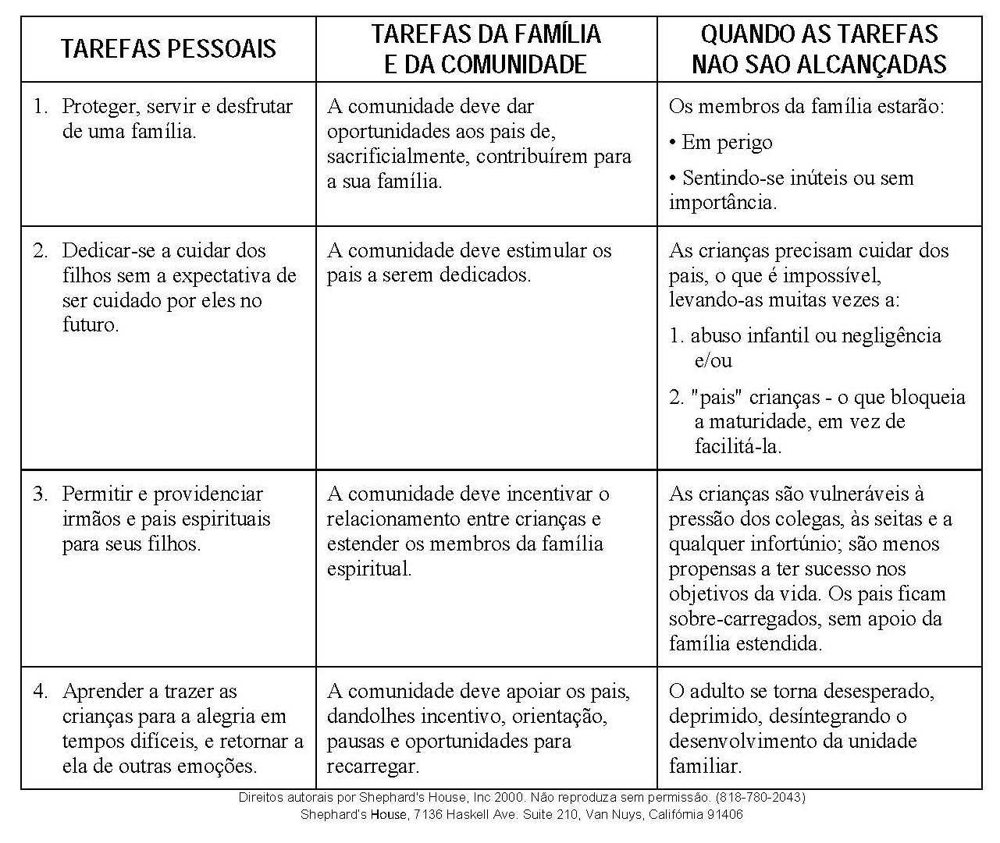 TAREFAS PESSOAIS
TAREFAS DA FAMÍLIA
E DA COMUNIDADE
QUANDO AS TAREFAS
NAO SAO ALCANÇADAS
1. Proteger, servir e desfrutar
de uma família.
A comunidade deve dar
oportunidades aos pais de,
sacrificialmente, contribuírem para
a sua família.
Os membros da família estarão:
• Em perigo
• Sentindo-se inúteis ou sem
importância.
2. Dedicar-se a cuidar dos
filhos sem a expectativa de
ser cuidado por eles no
futuro.
A comunidade deve estimular os
pais a serem dedicados.
As crianças precisam cuidar dos
pais, o que é impossível,
levando-as muitas vezes a:
1. abuso infantil ou negligência
e/ou
2. "pais" crianças - o que bloqueia
a maturidade, em vez de
facilitá-la.
3. Permitir e providenciar
irmãos e pais espirituais
para seus filhos.
A comunidade deve incentivar o
relacionamento entre crianças e
estender os membros da família
espiritual.
As crianças são vulneráveis à
pressão dos colegas, às seitas e a
qualquer infortúnio; são menos
propensas a ter sucesso nos
objetivos da vida. Os pais ficam
sobre-carregados, sem apoio da
família estendida.
4. Aprender a trazer as
crianças para a alegria em
tempos difíceis, e retornar a
ela de outras emoções.
A comunidade deve apoiar os pais,
dandolhes incentivo, orientação,
pausas e oportunidades para
recarregar.
O adulto se torna desesperado,
deprimido, desíntegrando o
desenvolvimento da unidade
familiar.
Direitos autorais por Shephard's House, Inc 2000. Não reproduza sem permissão. (818-780-2043)
Shephard's House, 7136 Haskell Ave. Suite 210, Van Nuys, Califómia 91406